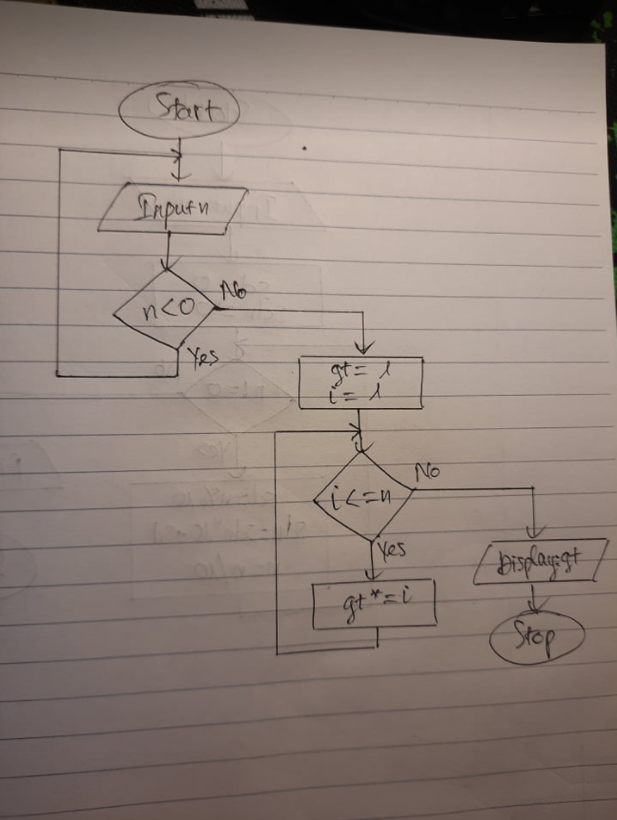 Start
Input n
n<0
No
Yes
gt = 1
i = 1
i<=n
No
Yes
gt*=i
Display: gt
Stop